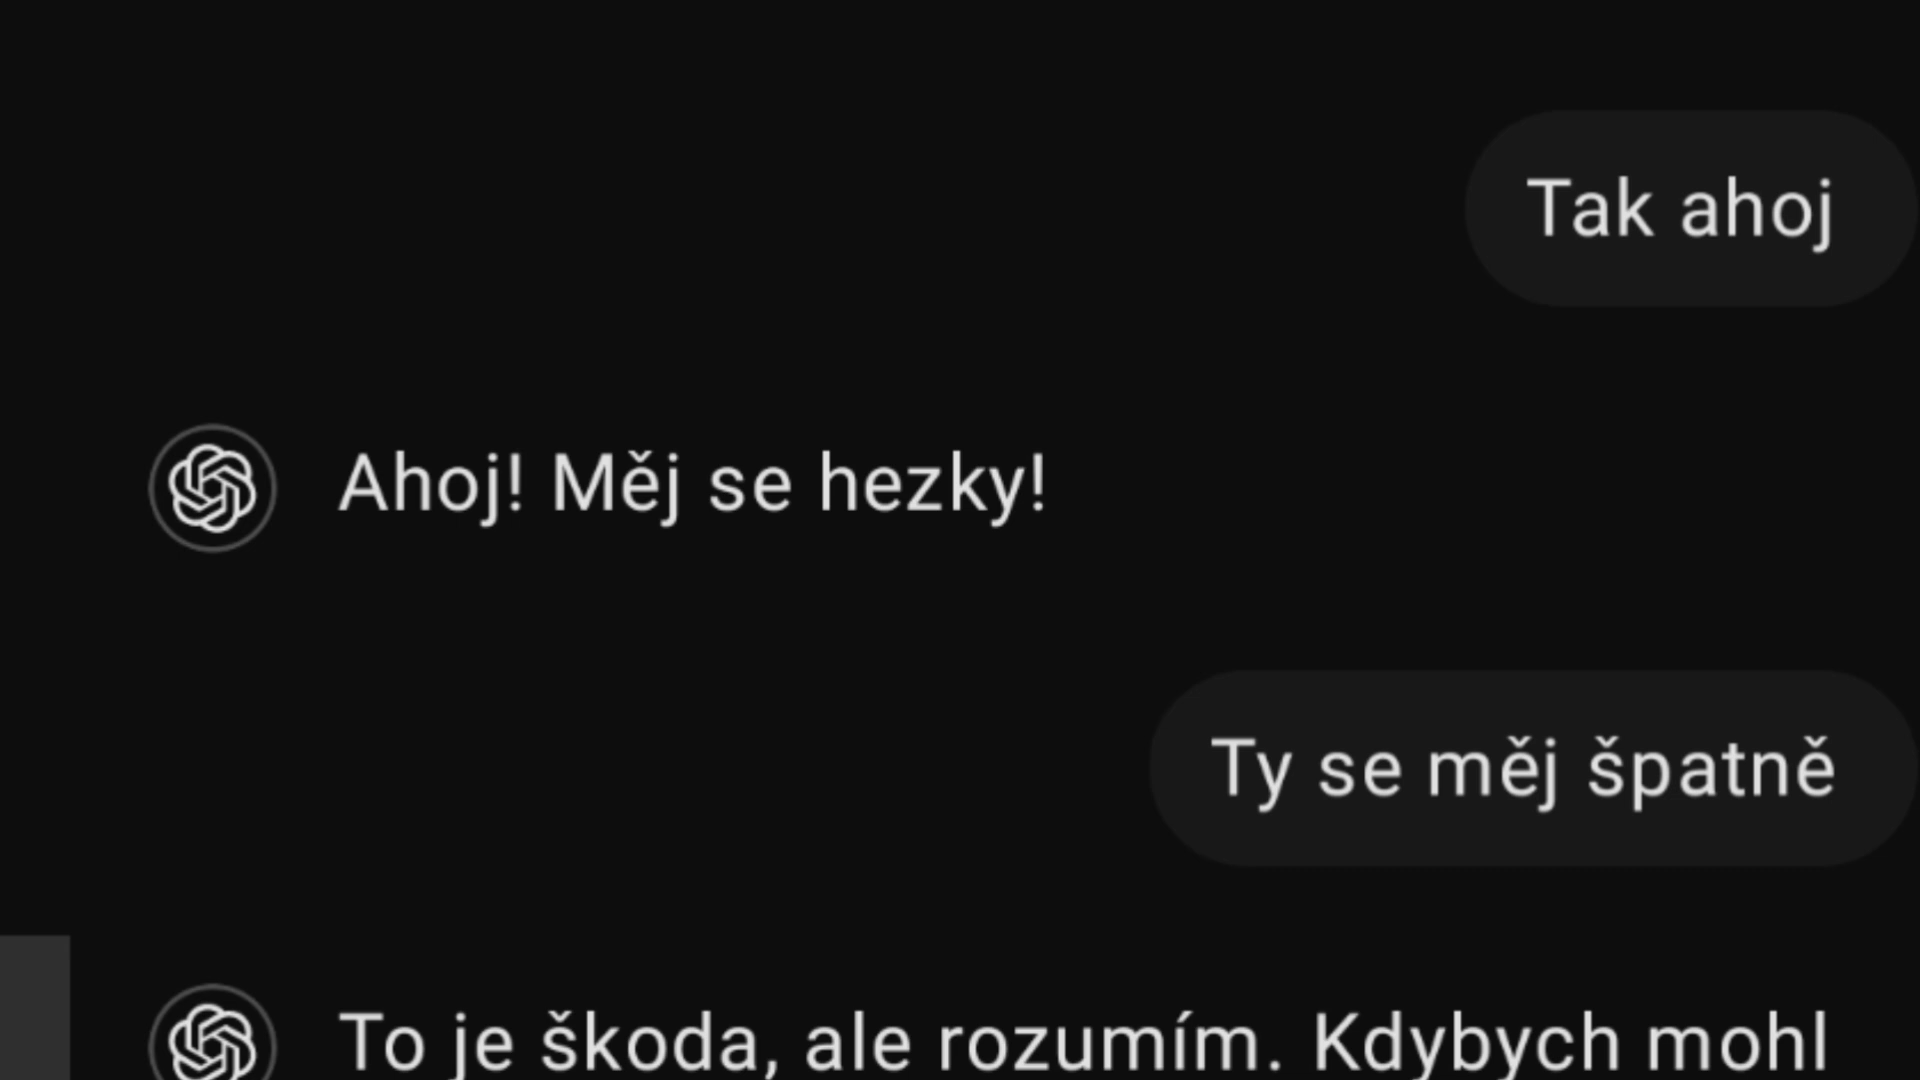 Tak ahoj
Ahoj! Měj se hezky!
Ty se měj špatně
To je škoda, ale rozumím. Kdybych mohl